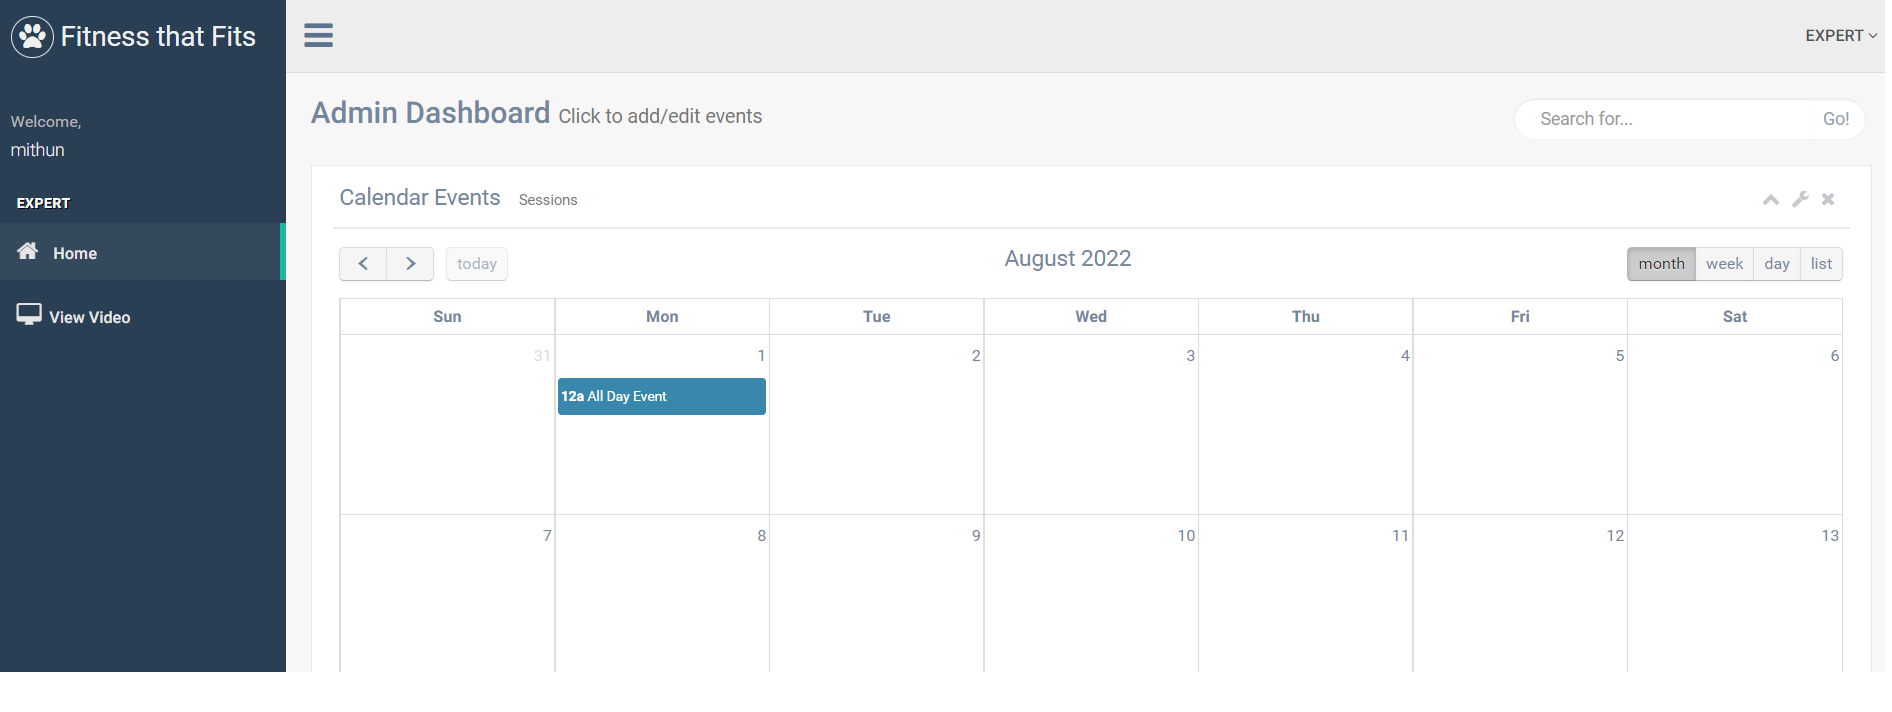 Fitness that Fits
EXPERT
Welcome,
mithun
EXPERT
Home
View Video
Admin Dashboard Click to add/edit events
Search for... Go!
Calendar Events Sessions
today
August 2022
month week day list
Sun Mon Tue Wed Thu Fri Sat
31 1 2 3 4 5 6
12a All Day Event
7 8 9 10 11 12 13